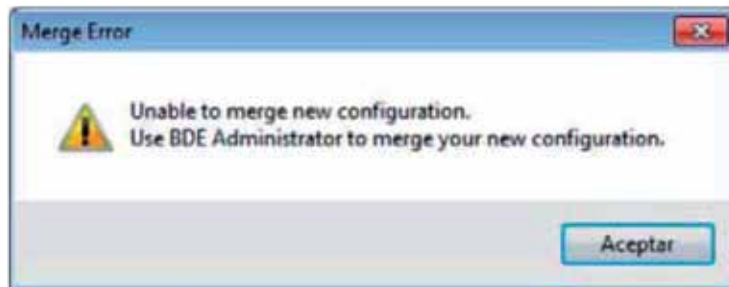 Merge Error
Unable to merge new configuration.
Use BDE Administrator to merge your new configuration.
Aceptar